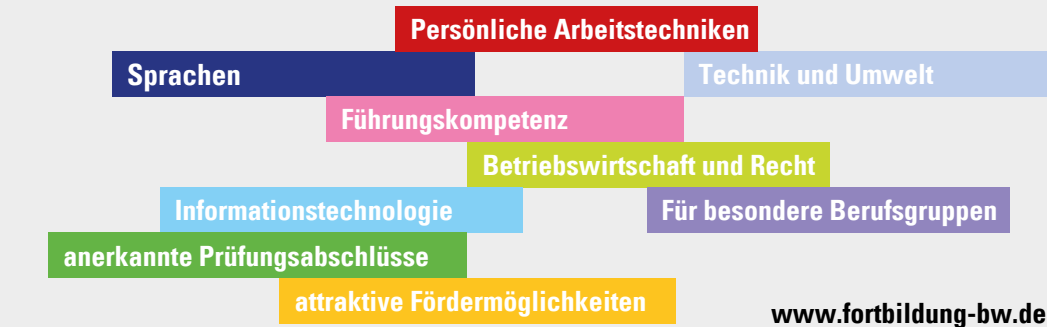 Persönliche Arbeitstechniken
Sprachen
Technik und Umwelt
Führungskompetenz
Betriebswirtschaft und Recht
Informationstechnologie
Für besondere Berufsgruppen
anerkannte Prüfungsabschlüsse
attraktive Fördermöglichkeiten
www.fortbildung-bw.de